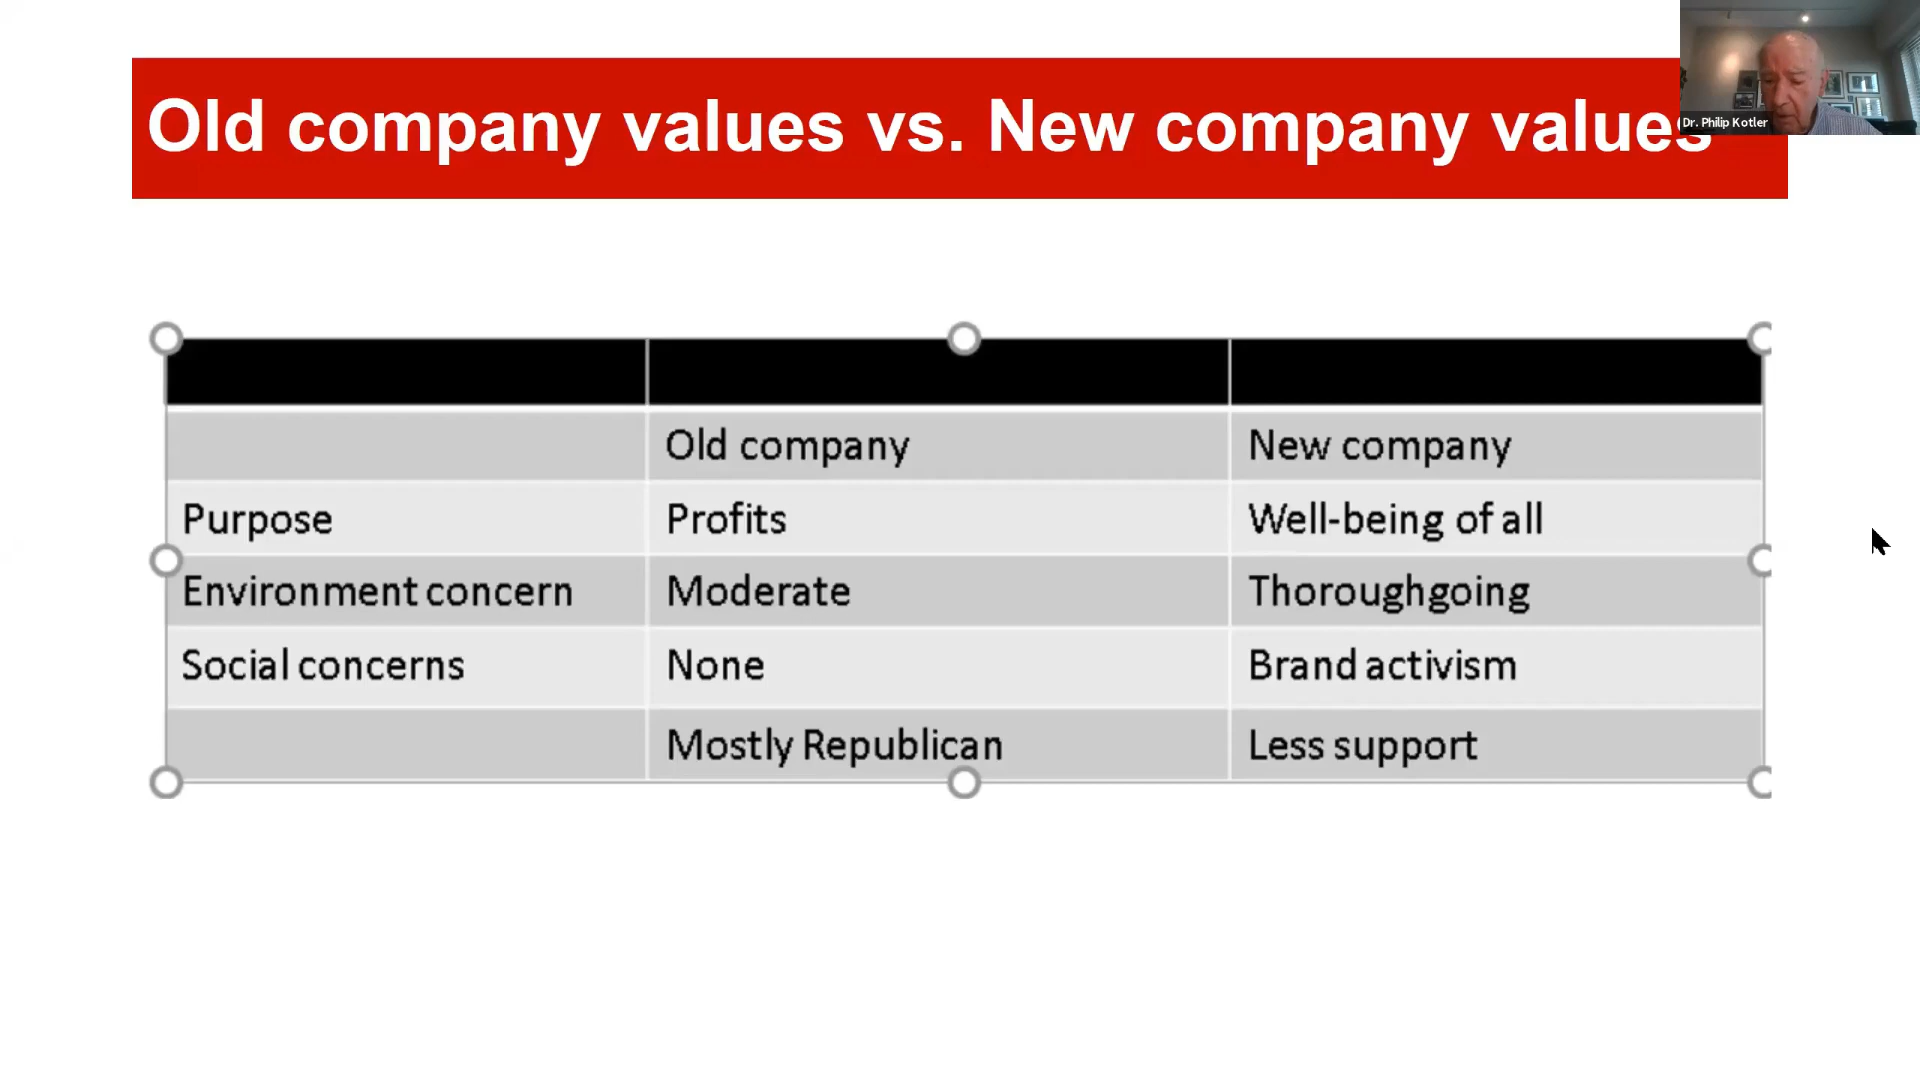 Old company values vs. New company values
Dr. Philip Kotler
Old company New company
Purpose Profits Well-being of all
Environment concern Moderate Thoroughgoing
Social concerns None Brand activism
Mostly Republican Less support